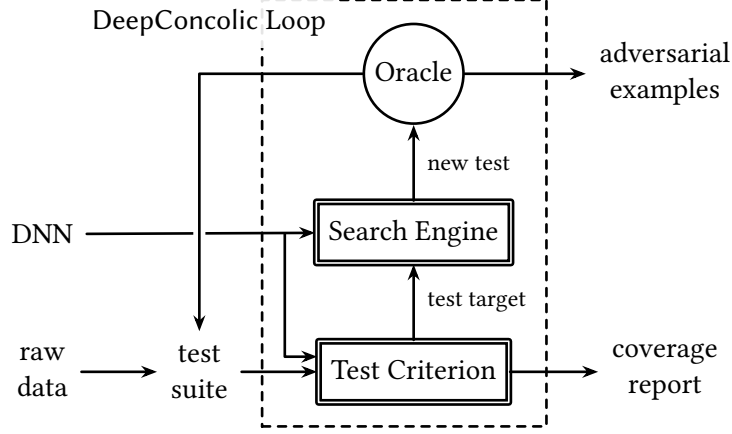 DeepConcolic Loop
Oracle
adversarial
examples
new test
DNN
Search Engine
test target
raw
data
test
suite
Test Criterion
coverage
report